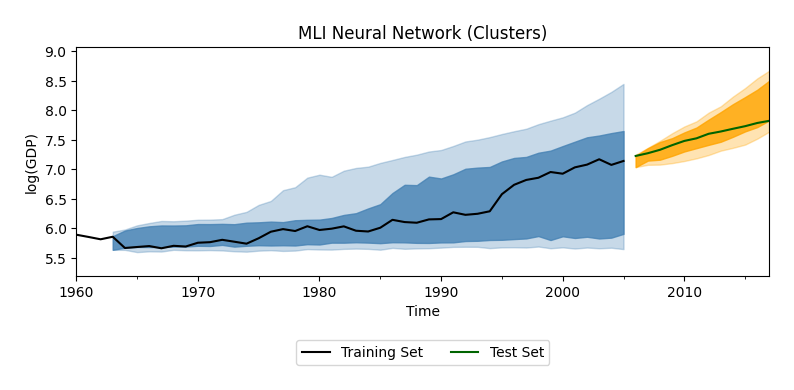 MLI Neural Network (Clusters)
9.0
8.5
8.0
7.5
7.0
6.5
6.0
5.5
log(GDP)
1960 1970 1980 1990 2000 2010
Time
Training Set Test Set